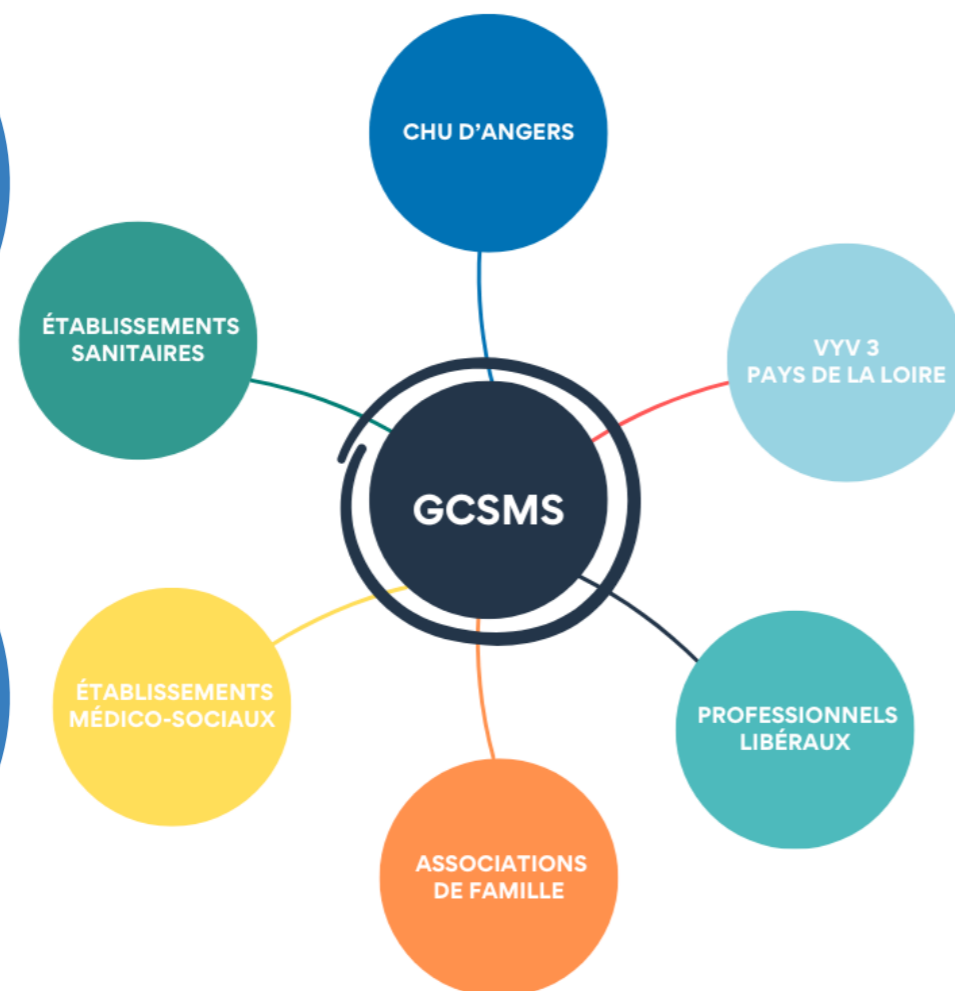 CHU D'ANGERS
ÉTABLISSEMENTS
SANITAIRES
VYV 3
PAYS DE LA LOIRE
GCSMS
ÉTABLISSEMENTS
MÉDICO-SOCIAUX
PROFESSIONNELS
LIBÉRAUX
ASSOCIATIONS
DE FAMILLE